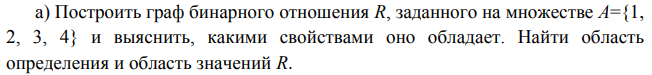 а) Построить граф бинарного отношения R, заданного на множестве A={1,
2, 3, 4} и выяснить, какими свойствами оно обладает. Найти область
определения и область значений R.